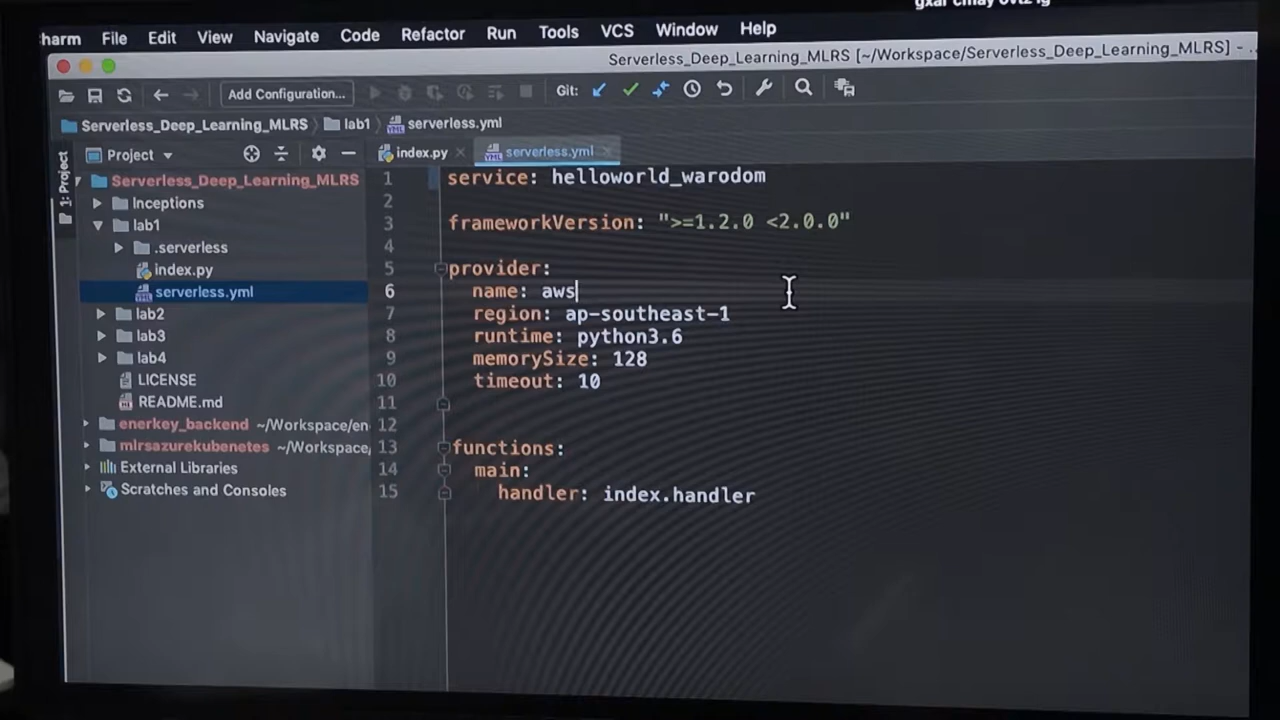 harm File Edit View Navigate Code Refactor Run Tools VCS Window Help
Serverless_Deep_Learning_MLRS [~/Workspace/Serverless_Deep_Learning_MLRS] - ...
Add Configuration... Git:
Serverless_Deep_Learning_MLRS lab1 serverless.yml
1: Project
Project index.py serverless.yml
Serverless_Deep_Learning_MLRS
Inceptions
lab1
.serverless
index.py
serverless.yml
lab2
lab3
lab4
LICENSE
README.md
enerkey_backend ~/Workspace/en
mlrsazurekubenetes ~/Workspace/
External Libraries
Scratches and Consoles
1 service: helloworld_warodom
2
3 frameworkVersion: ">=1.2.0 <2.0.0"
4
5 provider:
6 name: aws
7 region: ap-southeast-1
8 runtime: python3.6
9 memorySize: 128
10 timeout: 10
11
12
13 functions:
14 main:
15 handler: index.handler